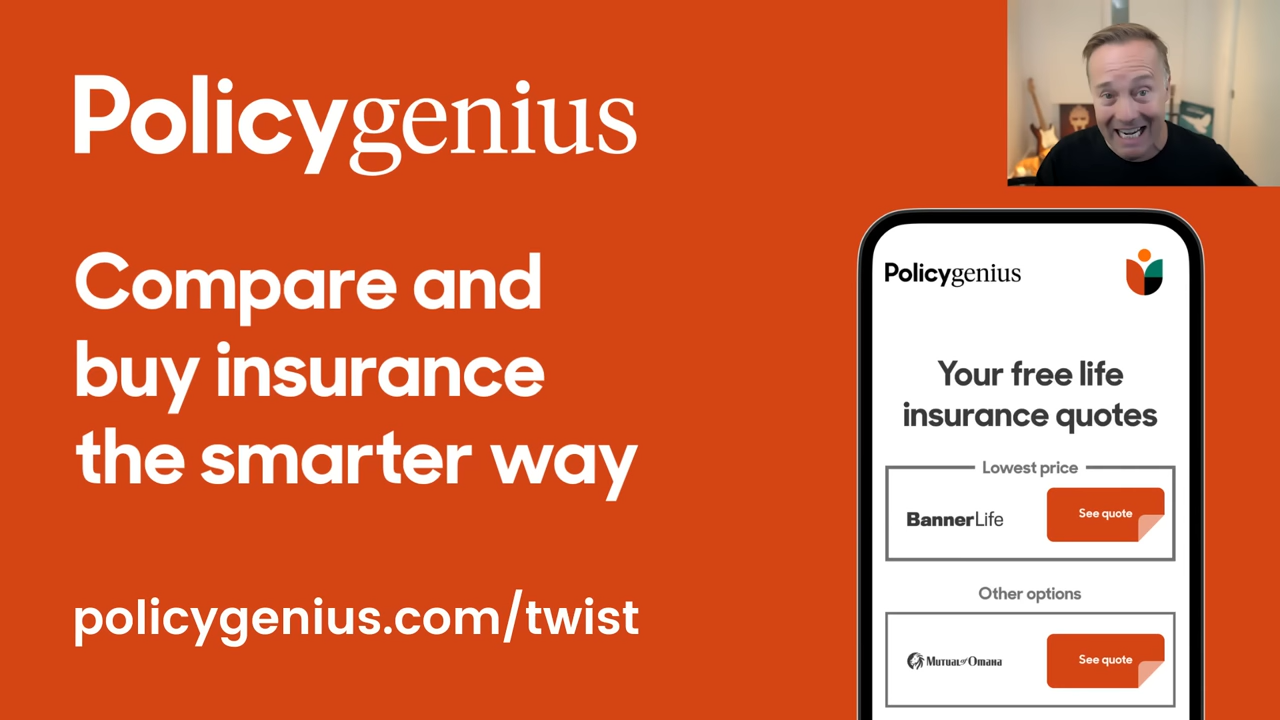 Policygenius
Compare and
buy insurance
the smarter way
policygenius.com/twist
Policygenius
Your free life
insurance quotes
Lowest price
BannerLife
See quote
Other options
Mutual of Omaha
See quote